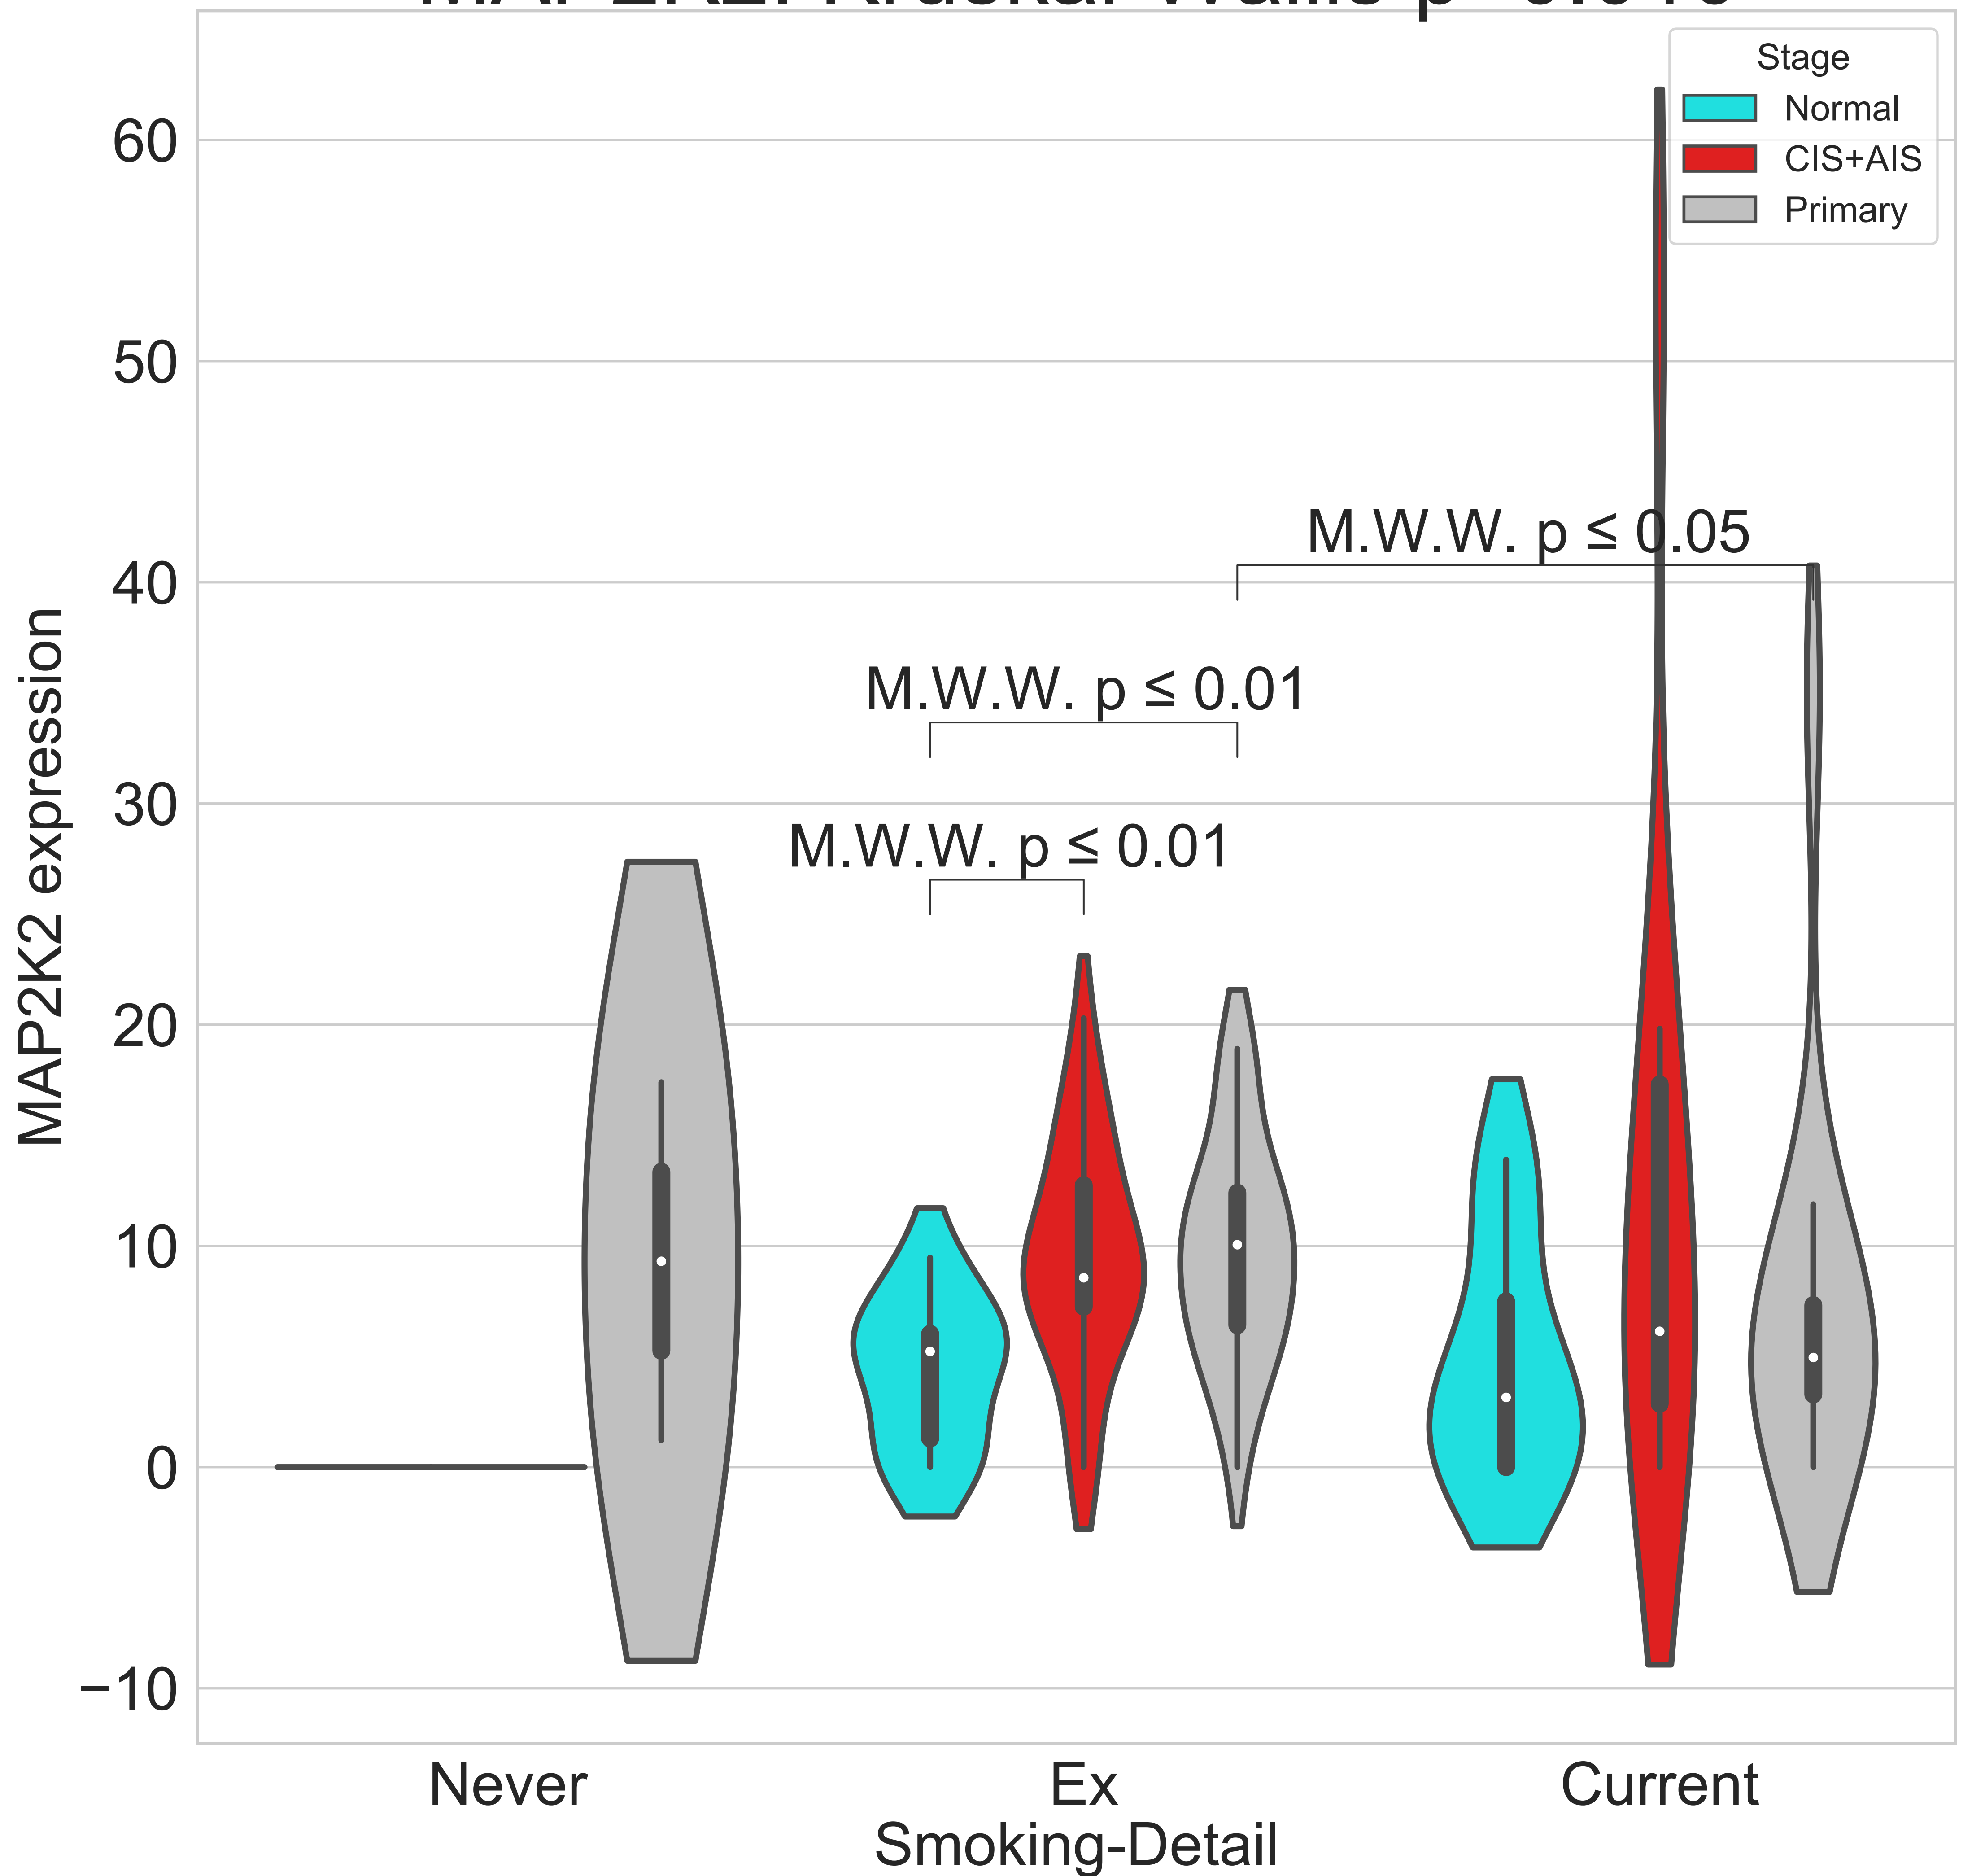 Stage
Normal
CIS+AIS
Primary
60
50
40
30
20
10
0
−10
MAP2K2 expression
M.W.W. p ≤ 0.05
M.W.W. p ≤ 0.01
M.W.W. p ≤ 0.01
Never
Ex
Current
Smoking-Detail